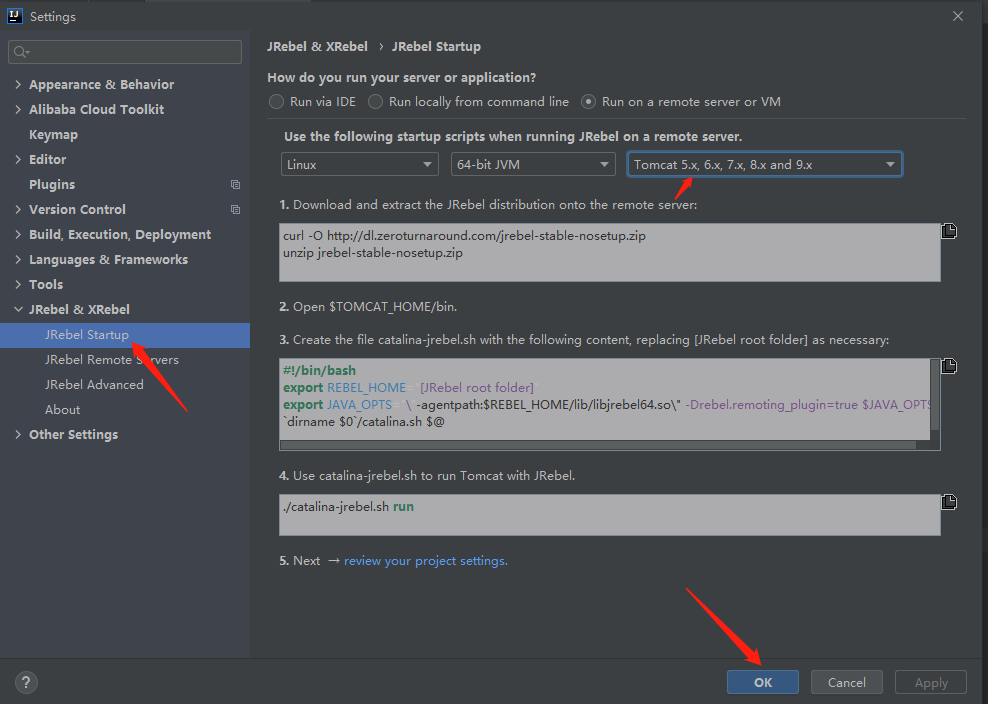 Settings
Appearance & Behavior
Alibaba Cloud Toolkit
Keymap
Editor
Plugins
Version Control
Build, Execution, Deployment
Languages & Frameworks
Tools
JRebel & XRebel
JRebel Startup
JRebel Remote Servers
JRebel Advanced
About
Other Settings
JRebel & XRebel › JRebel Startup
How do you run your server or application?
Run via IDE Run locally from command line Run on a remote server or VM
Use the following startup scripts when running JRebel on a remote server.
Linux 64-bit JVM Tomcat 5.x, 6.x, 7.x, 8.x and 9.x
1. Download and extract the JRebel distribution onto the remote server:
curl -O http://dl.zeroturnaround.com/jrebel-stable-nosetup.zip
unzip jrebel-stable-nosetup.zip
2. Open $TOMCAT_HOME/bin.
3. Create the file catalina-jrebel.sh with the following content, replacing [JRebel root folder] as necessary:
#!/bin/bash
export REBEL_HOME="[JRebel root folder]"
export JAVA_OPTS="\"-agentpath:$REBEL_HOME/lib/libjrebel64.so\" -Drebel.remoting_plugin=true $JAVA_OPTS
`dirname $0`/catalina.sh $@
4. Use catalina-jrebel.sh to run Tomcat with JRebel.
./catalina-jrebel.sh run
5. Next → review your project settings.
? OK Cancel Apply